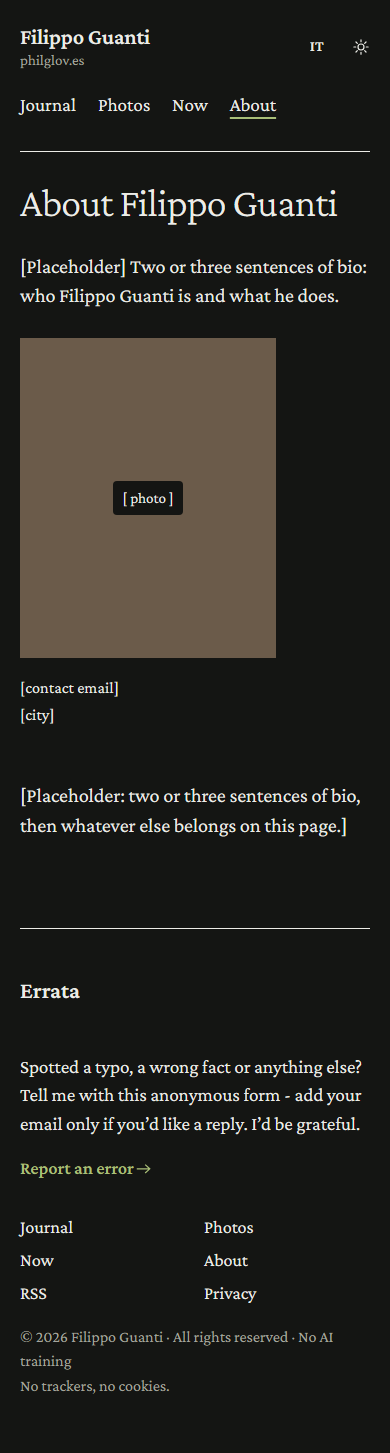 Filippo Guanti
philglov.es
IT
Journal Photos Now About
About Filippo Guanti
[Placeholder] Two or three sentences of bio:
who Filippo Guanti is and what he does.
[ photo ]
[contact email]
[city]
[Placeholder: two or three sentences of bio,
then whatever else belongs on this page.]
Errata
Spotted a typo, a wrong fact or anything else?
Tell me with this anonymous form - add your
email only if you’d like a reply. I’d be grateful.
Report an error →
Journal Photos
Now About
RSS Privacy
© 2026 Filippo Guanti · All rights reserved · No AI
training
No trackers, no cookies.